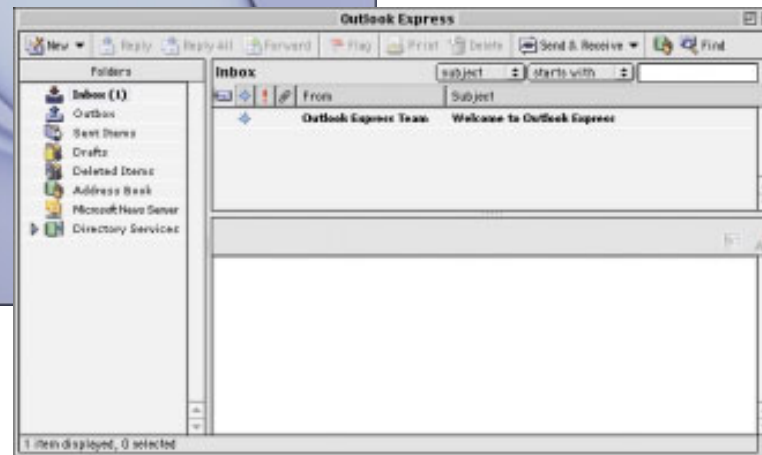 Outlook Express
New Reply Reply All Forward Flag Print Delete Send & Receive Find
Folders
Inbox (1)
Outbox
Sent Items
Drafts
Deleted Items
Address Book
Microsoft News Server
Directory Services
Inbox subject starts with
From Subject
Outlook Express Team Welcome to Outlook Express
1 item displayed, 0 selected